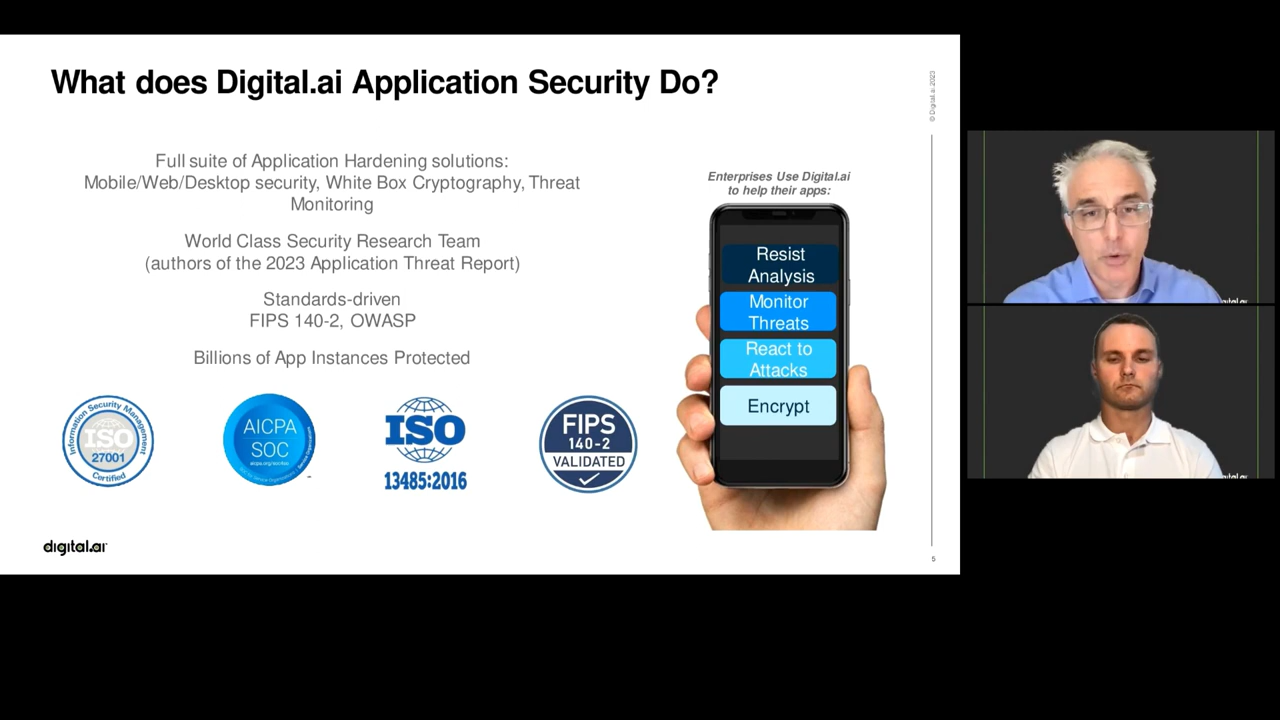 What does Digital.ai Application Security Do?
© Digital.ai 2023
Full suite of Application Hardening solutions:
Mobile/Web/Desktop security, White Box Cryptography, Threat
Monitoring
World Class Security Research Team
(authors of the 2023 Application Threat Report)
Standards-driven
FIPS 140-2, OWASP
Billions of App Instances Protected
Enterprises Use Digital.ai
to help their apps:
Resist
Analysis
Monitor
Threats
React to
Attacks
Encrypt
Information Security Management
ISO
27001
Certified
AICPA
SOC
aicpa.org/soc4so
ISO
13485:2016
FIPS
140-2
VALIDATED
digital.ai
5